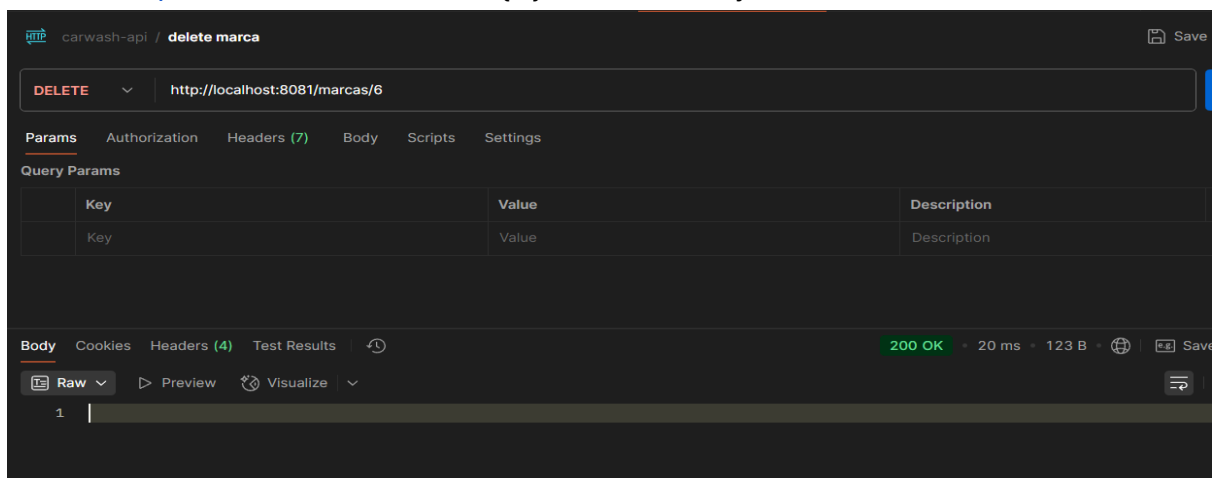 HTTP carwash-api / delete marca Save
DELETE http://localhost:8081/marcas/6
Params Authorization Headers (7) Body Scripts Settings
Query Params
Key Value Description
Key Value Description
Body Cookies Headers (4) Test Results 200 OK • 20 ms • 123 B • e.g. Save
Raw Preview Visualize
1